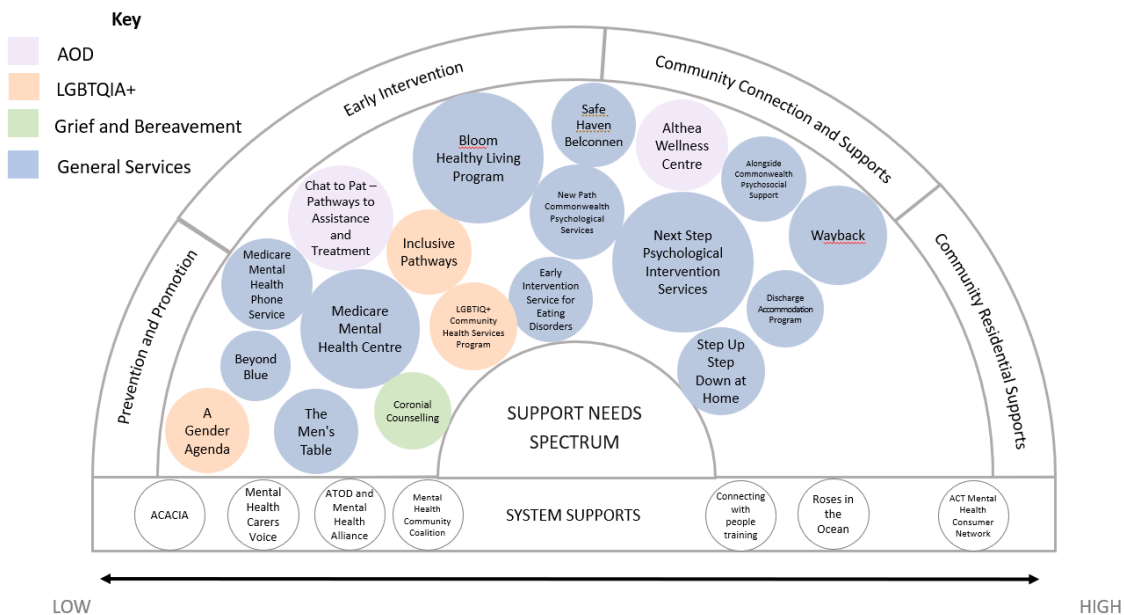 Key
AOD
LGBTQIA+
Grief and Bereavement
General Services
Prevention and Promotion
Early Intervention
Community Connection and Supports
Community Residential Supports
Bloom
Healthy Living
Program
Safe
Haven
Belconnen
Althea
Wellness
Centre
Alongside
Commonwealth
Psychosocial
Support
Chat to Pat –
Pathways to
Assistance
and
Treatment
New Path
Commonwealth
Psychological
Services
Wayback
Inclusive
Pathways
Next Step
Psychological
Intervention
Services
Medicare
Mental
Health
Phone
Service
Medicare
Mental
Health Centre
LGBTIQ+
Community
Health Services
Program
Early
Intervention
Service for
Eating
Disorders
Discharge
Accommodation
Program
Beyond
Blue
Step Up
Step
Down at
Home
A
Gender
Agenda
The
Men's
Table
Coronial
Counselling
SUPPORT NEEDS
SPECTRUM
ACACIA
Mental
Health
Carers
Voice
ATOD and
Mental
Health
Alliance
Mental
Health
Community
Coalition
SYSTEM SUPPORTS
Connecting
with
people
training
Roses in
the
Ocean
ACT Mental
Health
Consumer
Network
LOW
HIGH